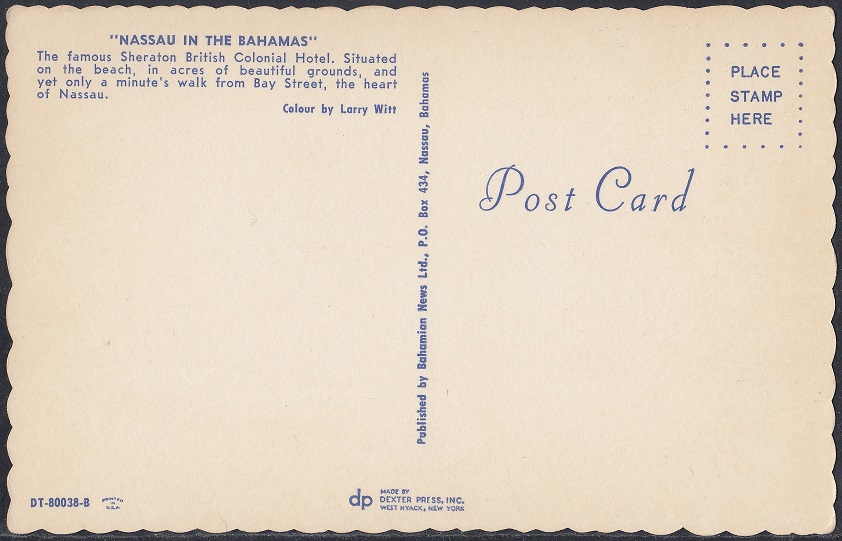 "NASSAU IN THE BAHAMAS"
The famous Sheraton British Colonial Hotel. Situated
on the beach, in acres of beautiful grounds, and
yet only a minute's walk from Bay Street, the heart
of Nassau.
Colour by Larry Witt
Published by Bahamian News Ltd., P.O. Box 434, Nassau, Bahamas
PLACE
STAMP
HERE
Post Card
DT-80038-B
PRINTED
IN
U.S.A.
dp
MADE BY
DEXTER PRESS, INC.
WEST NYACK, NEW YORK